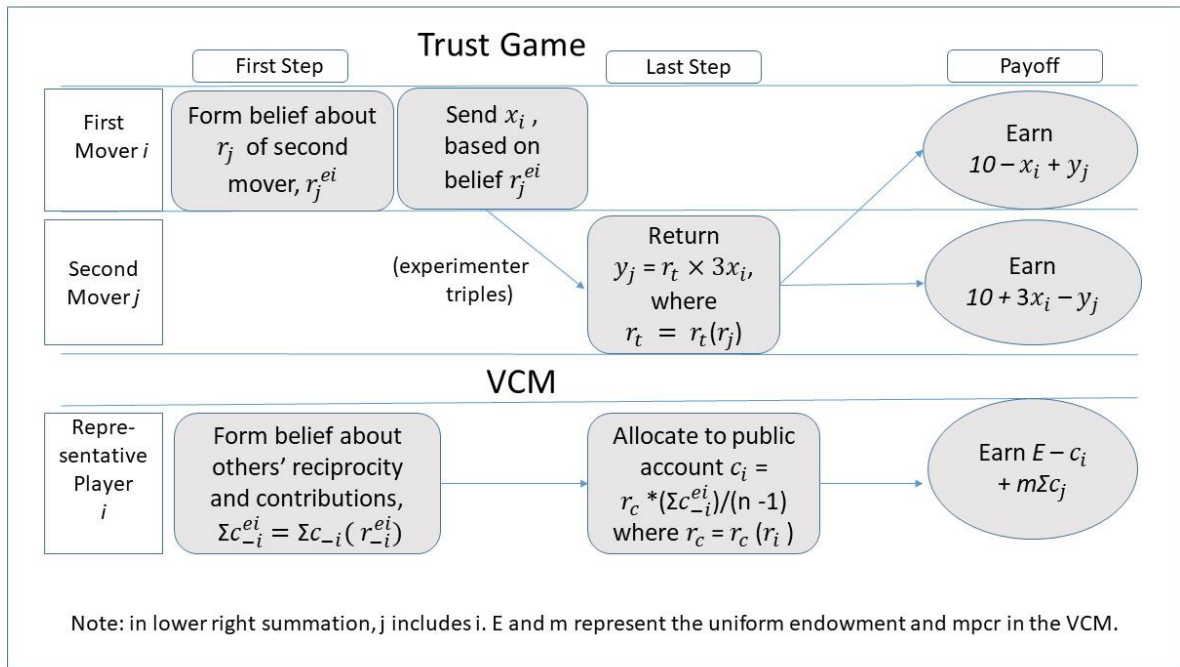 Trust Game
First Step
Last Step
Payoff
First
Mover i
Form belief about
r_j of second
mover, r_j^{ei}
Send x_i ,
based on
belief r_j^{ei}
Earn
10 – x_i + y_j
Second
Mover j
(experimenter
triples)
Return
y_j = r_t × 3x_i,
where
r_t = r_t(r_j)
Earn
10 + 3x_i – y_j
VCM
Repre-
sentative
Player
i
Form belief about
others’ reciprocity
and contributions,
Σc_{–i}^{ei} = Σc_{–i}( r_{–i}^{ei})
Allocate to public
account c_i =
r_c *(Σc_{–i}^{ei})/(n -1)
where r_c = r_c (r_i )
Earn E – c_i
+ mΣc_j
Note: in lower right summation, j includes i. E and m represent the uniform endowment and mpcr in the VCM.